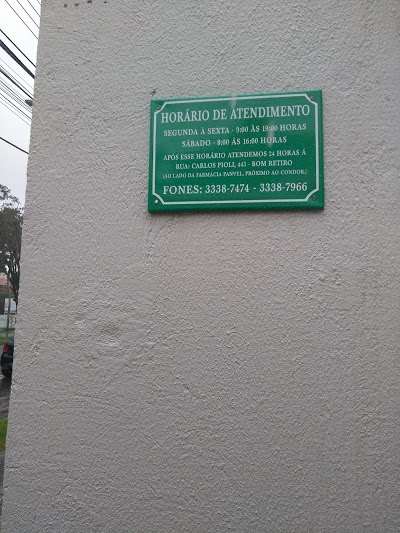 HORÁRIO DE ATENDIMENTO
SEGUNDA À SEXTA - 9:00 ÀS 19:00 HORAS
SÁBADO - 8:00 ÀS 16:00 HORAS
APÓS ESSE HORÁRIO ATENDEMOS 24 HORAS À
RUA: CARLOS PIOLI, 443 - BOM RETIRO
(AO LADO DA FARMÁCIA PANVEL, PRÓXIMO AO CONDOR)
FONES: 3338-7474 - 3338-7966